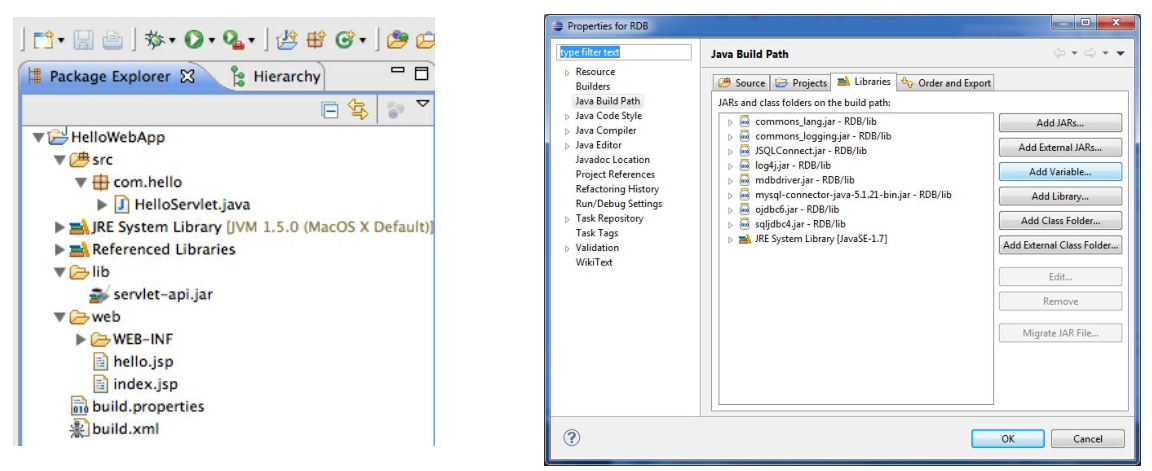 Package Explorer
Hierarchy
HelloWebApp
src
com.hello
HelloServlet.java
JRE System Library [JVM 1.5.0 (MacOS X Default)]
Referenced Libraries
lib
servlet-api.jar
web
WEB-INF
hello.jsp
index.jsp
build.properties
build.xml
Properties for RDB
type filter text
Resource
Builders
Java Build Path
Java Code Style
Java Compiler
Java Editor
Javadoc Location
Project References
Refactoring History
Run/Debug Settings
Task Repository
Task Tags
Validation
WikiText
Java Build Path
Source
Projects
Libraries
Order and Export
JARs and class folders on the build path:
commons_lang.jar - RDB/lib
commons_logging.jar - RDB/lib
JSQLConnect.jar - RDB/lib
log4j.jar - RDB/lib
mdbdriver.jar - RDB/lib
mysql-connector-java-5.1.21-bin.jar - RDB/lib
ojdbc6.jar - RDB/lib
sqljdbc4.jar - RDB/lib
JRE System Library [JavaSE-1.7]
Add JARs...
Add External JARs...
Add Variable...
Add Library...
Add Class Folder...
Add External Class Folder...
Edit...
Remove
Migrate JAR File...
OK
Cancel